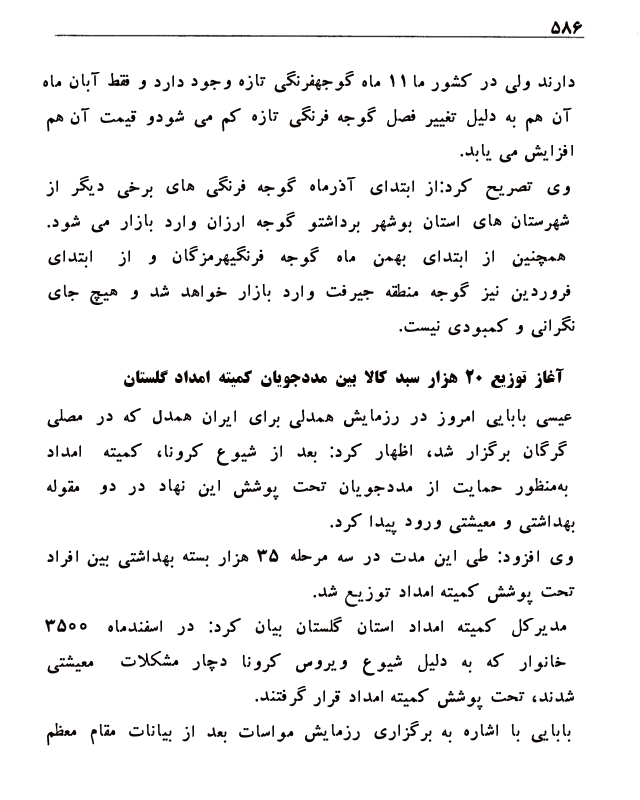 ۵۸۶
دارند ولی در کشور ما ۱۱ ماه گوجهفرنگی تازه وجود دارد و فقط آبان ماه
آن هم به دلیل تغییر فصل گوجه فرنگی تازه کم می شودو قیمت آن هم
افزایش می یابد.
وی تصریح کرد:از ابتدای آذرماه گوجه فرنگی های برخی دیگر از
شهرستان های استان بوشهر برداشتو گوجه ارزان وارد بازار می شود.
همچنین از ابتدای بهمن ماه گوجه فرنگیهرمزگان و از ابتدای
فروردین نیز گوجه منطقه جیرفت وارد بازار خواهد شد و هیچ جای
نگرانی و کمبودی نیست.
آغاز توزیع ۲۰ هزار سبد کالا بین مددجویان کمیته امداد گلستان
عیسی بابایی امروز در رزمایش همدلی برای ایران همدل که در مصلی
گرگان برگزار شد، اظهار کرد: بعد از شیوع کرونا، کمیته امداد
به‌منظور حمایت از مددجویان تحت پوشش این نهاد در دو مقوله
بهداشتی و معیشتی ورود پیدا کرد.
وی افزود: طی این مدت در سه مرحله ۳۵ هزار بسته بهداشتی بین افراد
تحت پوشش کمیته امداد توزیع شد.
مدیرکل کمیته امداد استان گلستان بیان کرد: در اسفندماه ۳۵۰۰
خانوار که به دلیل شیوع ویروس کرونا دچار مشکلات معیشتی
شدند، تحت پوشش کمیته امداد قرار گرفتند.
بابایی با اشاره به برگزاری رزمایش مواسات بعد از بیانات مقام معظم